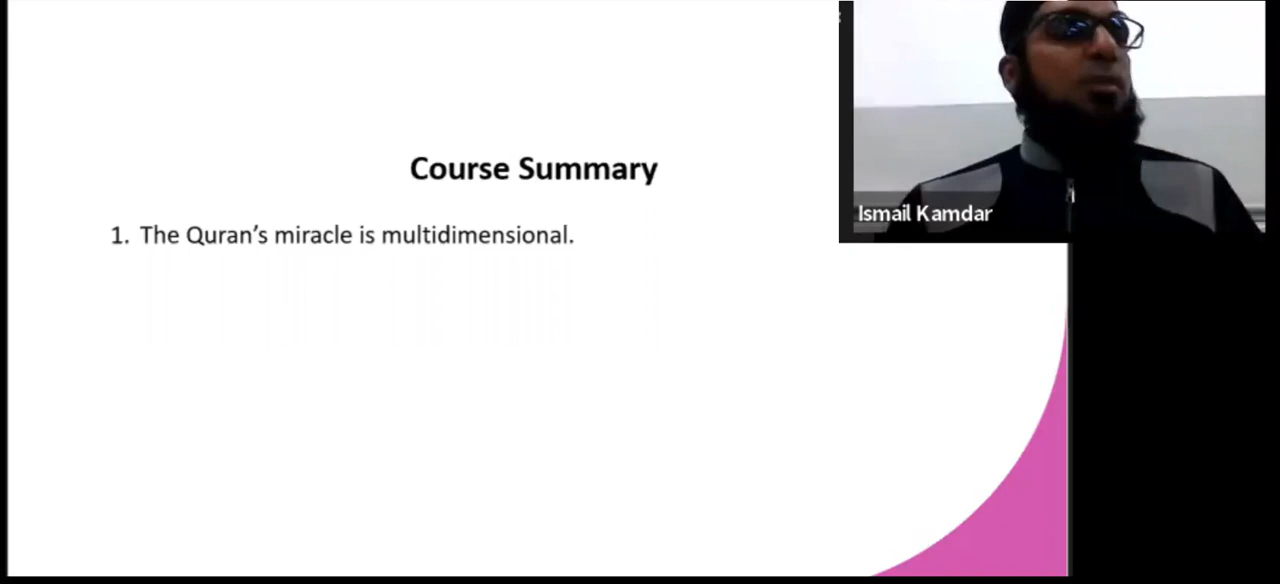 Course Summary
1. The Quran’s miracle is multidimensional.
Ismail Kamdar